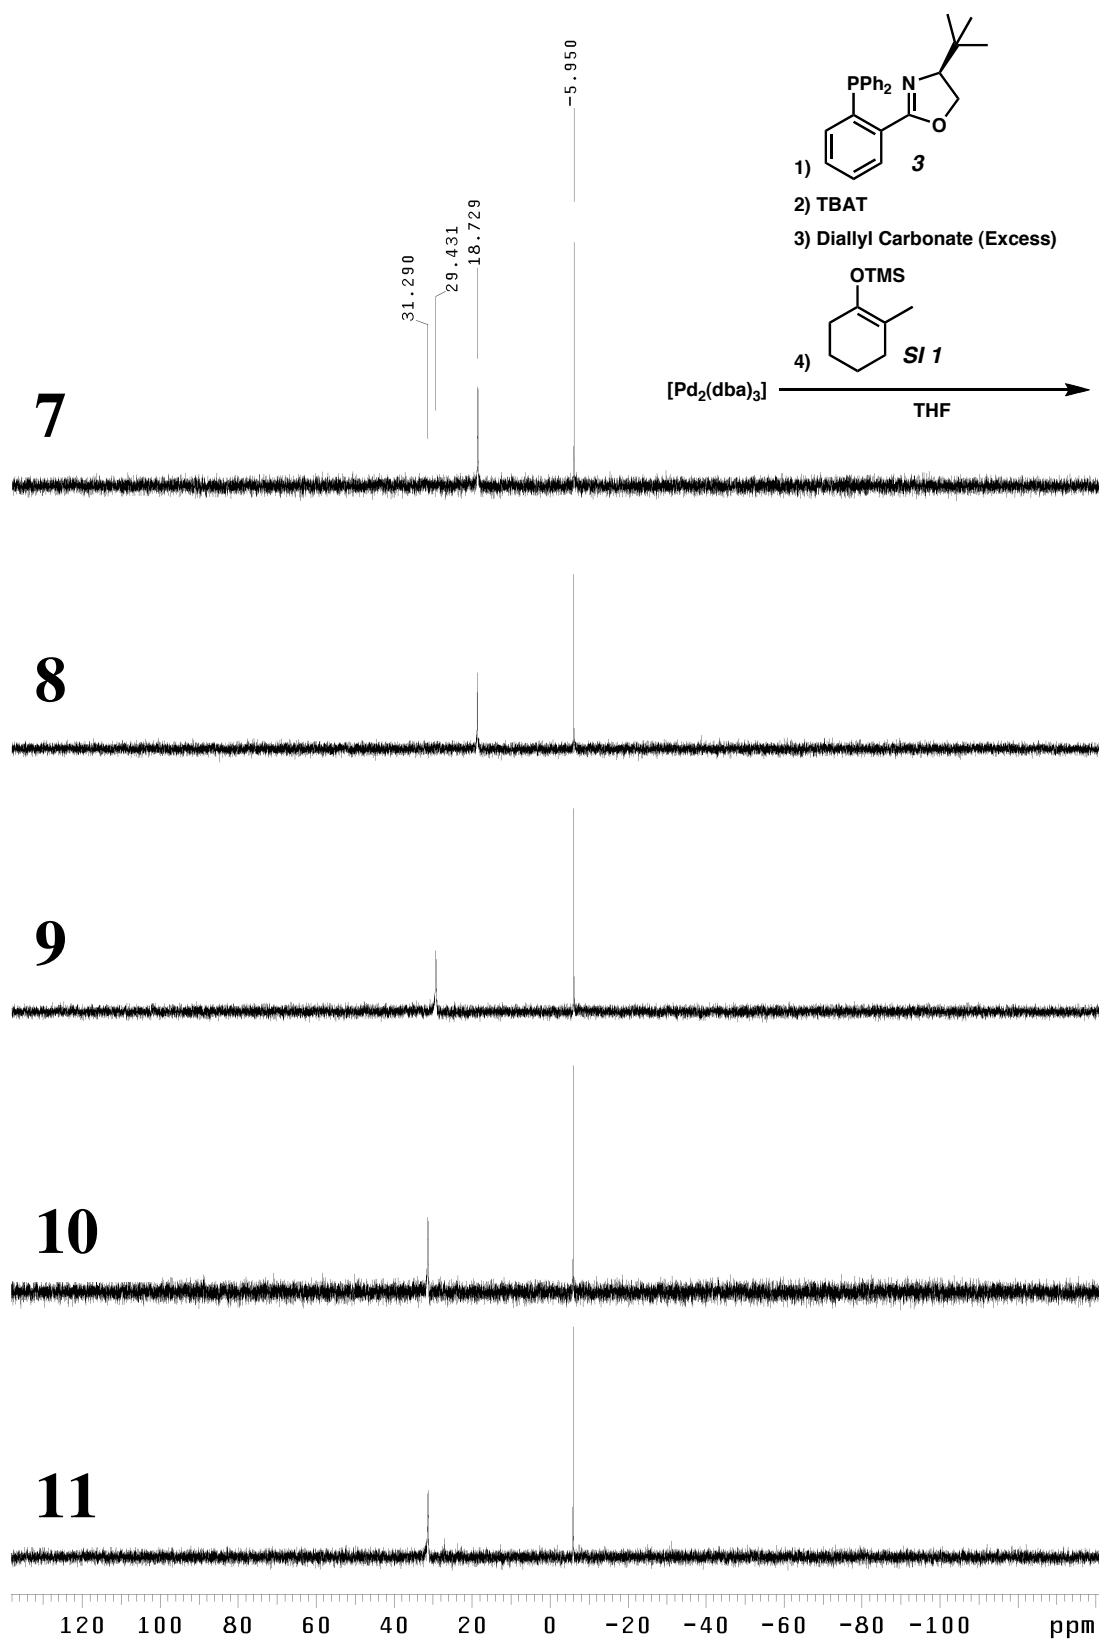 -5.950
18.729
29.431
31.290
PPh2
N
O
1)
3
2) TBAT
3) Diallyl Carbonate (Excess)
OTMS
4)
SI 1
[Pd2(dba)3]
THF
7
8
9
10
11
120 100 80 60 40 20 0 -20 -40 -60 -80 -100 ppm